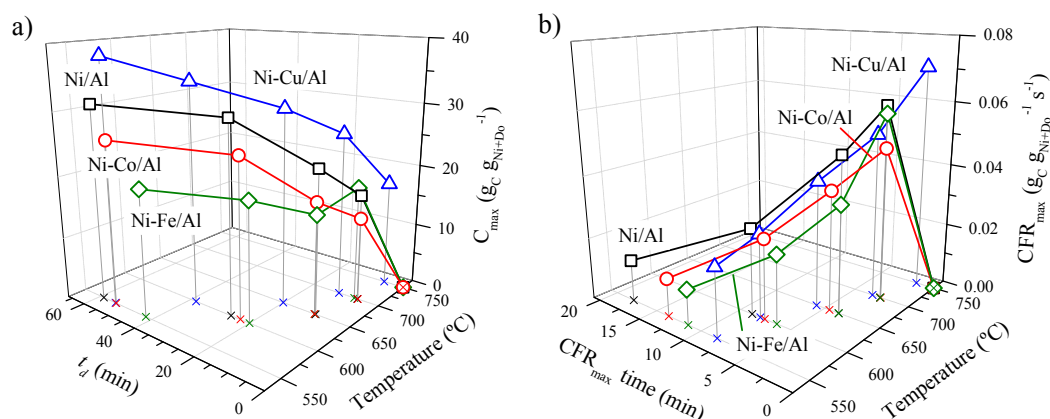 a)
Ni/Al
Ni-Cu/Al
Ni-Co/Al
Ni-Fe/Al
40
30
20
10
0
C_max (g_C g_Ni+Do^-1)
60
40
20
0
t_d (min)
550
600
650
700
750
Temperature (ºC)
b)
Ni-Cu/Al
Ni-Co/Al
Ni/Al
Ni-Fe/Al
0.08
0.06
0.04
0.02
0.00
CFR_max (g_C g_Ni+Do^-1 s^-1)
20
15
10
5
0
CFR_max time (min)
550
600
650
700
750
Temperature (ºC)